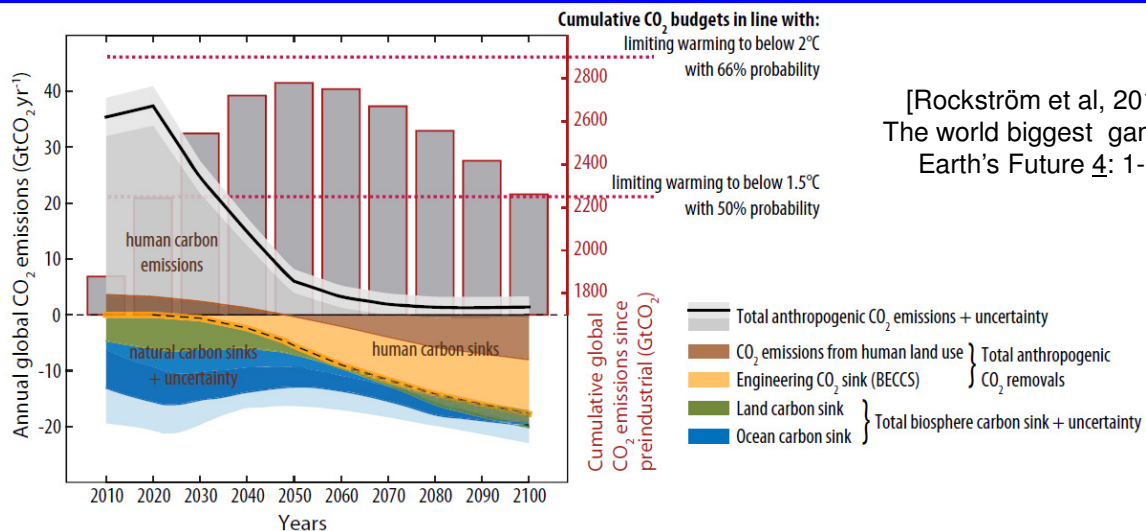 Cumulative CO₂ budgets in line with:
limiting warming to below 2°C
with 66% probability
[Rockström et al,
The world biggest
Earth's Future 4: 1-
limiting warming to below 1.5°C
with 50% probability
Annual global CO₂ emissions (GtCO₂ yr⁻¹)
40
30
20
10
0
-10
-20
2800
2600
2400
2200
2000
1800
human carbon
emissions
natural carbon sinks
+ uncertainty
human carbon sinks
Cumulative global
CO₂ emissions since
preindustrial (GtCO₂)
2010 2020 2030 2040 2050 2060 2070 2080 2090 2100
Years
Total anthropogenic CO₂ emissions + uncertainty
CO₂ emissions from human land use
Engineering CO₂ sink (BECCS)
} Total anthropogenic
CO₂ removals
Land carbon sink
Ocean carbon sink
} Total biosphere carbon sink + uncertainty